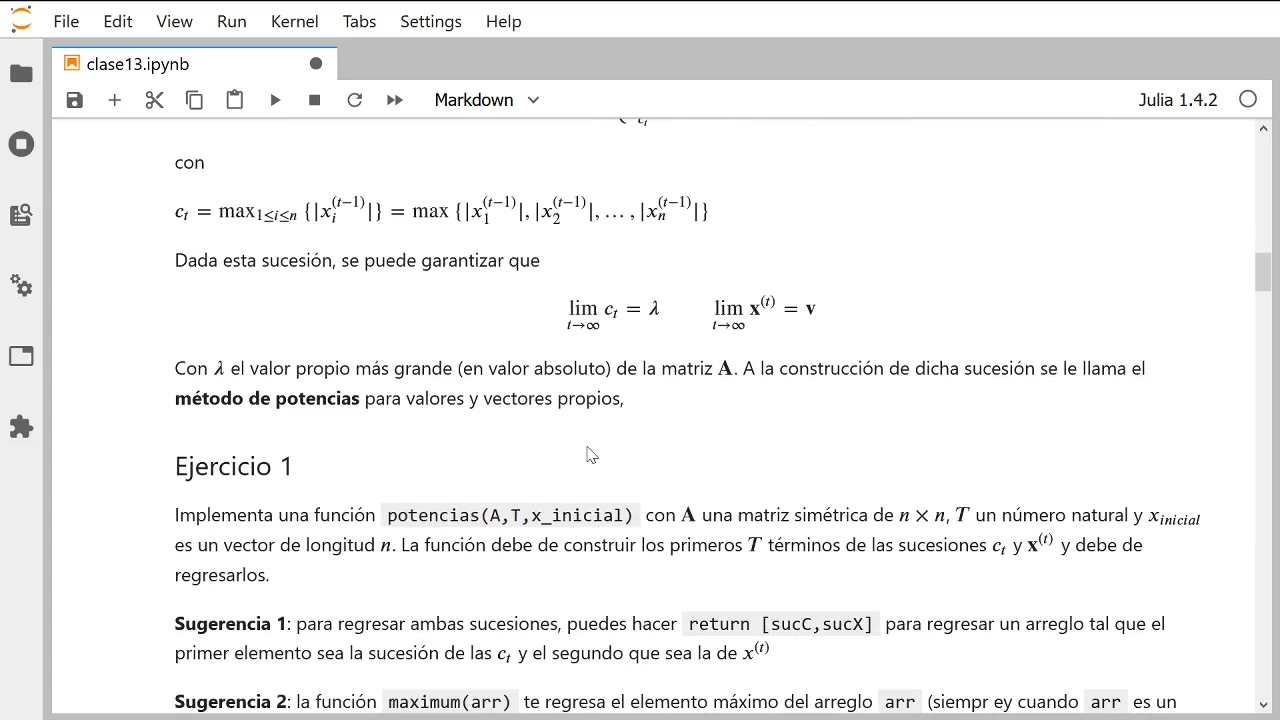 File Edit View Run Kernel Tabs Settings Help
clase13.ipynb
Markdown Julia 1.4.2
con
c_t = max_{1≤i≤n} {|x_i^{(t−1)}|} = max {|x_1^{(t−1)}|, |x_2^{(t−1)}|, … , |x_n^{(t−1)}|}
Dada esta sucesión, se puede garantizar que
lim_{t→∞} c_t = λ lim_{t→∞} x^{(t)} = v
Con λ el valor propio más grande (en valor absoluto) de la matriz A. A la construcción de dicha sucesión se le llama el
método de potencias para valores y vectores propios,
Ejercicio 1
Implementa una función potencias(A,T,x_inicial) con A una matriz simétrica de n × n, T un número natural y x_{inicial}
es un vector de longitud n. La función debe de construir los primeros T términos de las sucesiones c_t y x^{(t)} y debe de
regresarlos.
Sugerencia 1: para regresar ambas sucesiones, puedes hacer return [sucC,sucX] para regresar un arreglo tal que el
primer elemento sea la sucesión de las c_t y el segundo que sea la de x^{(t)}
Sugerencia 2: la función maximum(arr) te regresa el elemento máximo del arreglo arr (siempr ey cuando arr es un